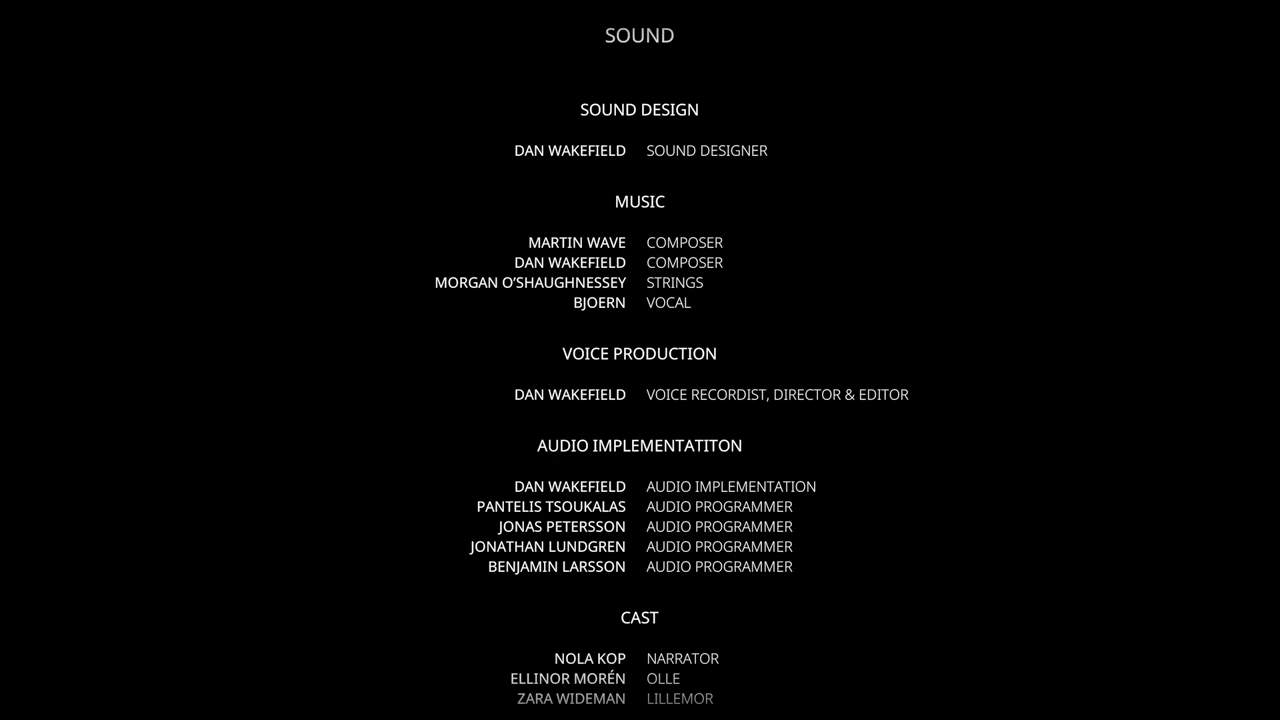 SOUND
SOUND DESIGN
DAN WAKEFIELD SOUND DESIGNER
MUSIC
MARTIN WAVE COMPOSER
DAN WAKEFIELD COMPOSER
MORGAN O’SHAUGHNESSEY STRINGS
BJOERN VOCAL
VOICE PRODUCTION
DAN WAKEFIELD VOICE RECORDIST, DIRECTOR & EDITOR
AUDIO IMPLEMENTATITON
DAN WAKEFIELD AUDIO IMPLEMENTATION
PANTELIS TSOUKALAS AUDIO PROGRAMMER
JONAS PETERSSON AUDIO PROGRAMMER
JONATHAN LUNDGREN AUDIO PROGRAMMER
BENJAMIN LARSSON AUDIO PROGRAMMER
CAST
NOLA KOP NARRATOR
ELLINOR MORÉN OLLE
ZARA WIDEMAN LILLEMOR